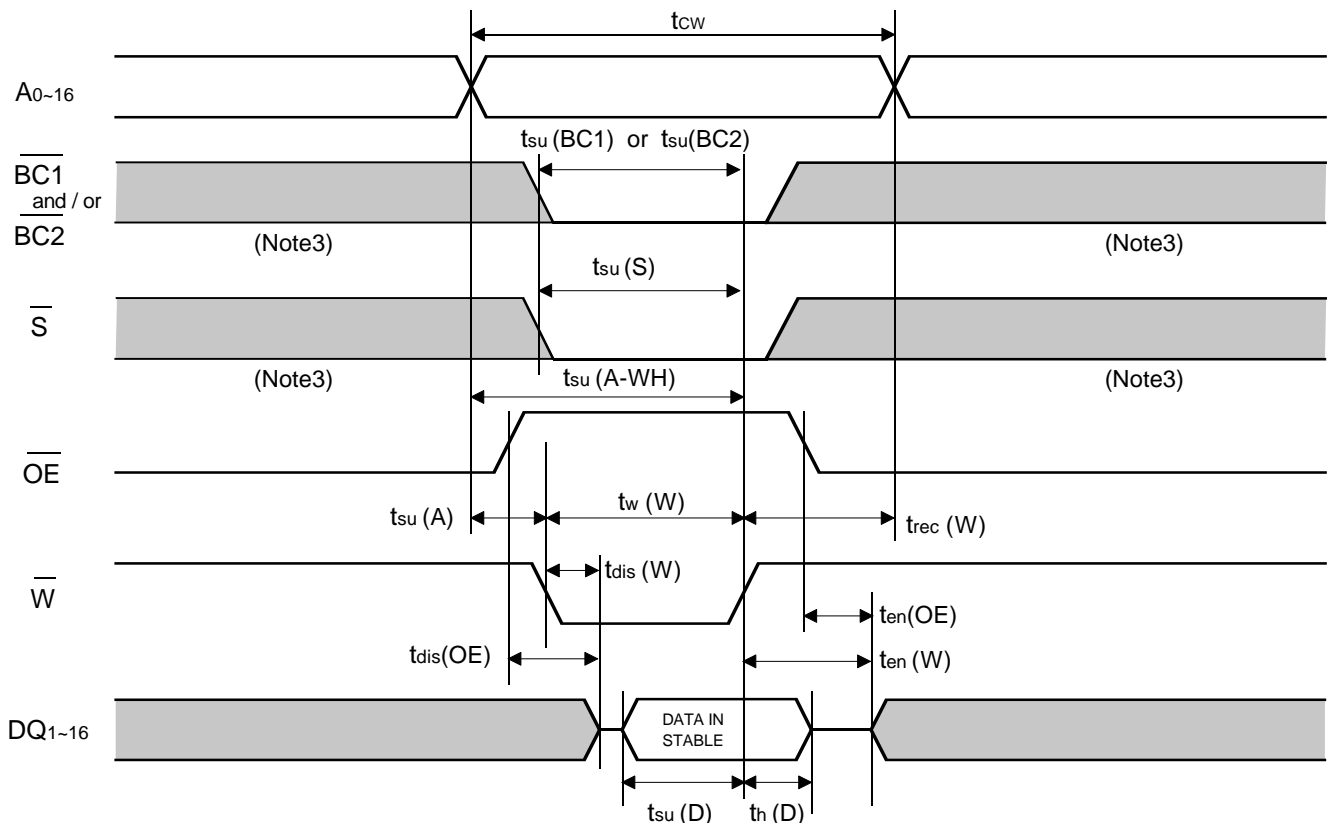 tCW
A0~16
tsu (BC1) or tsu(BC2)
BC1
and / or
BC2
(Note3)
(Note3)
tsu (S)
S
(Note3)
tsu (A-WH)
(Note3)
OE
tsu (A)
tw (W)
trec (W)
W
tdis (W)
ten(OE)
tdis(OE)
ten (W)
DQ1~16
DATA IN
STABLE
tsu (D)
th (D)